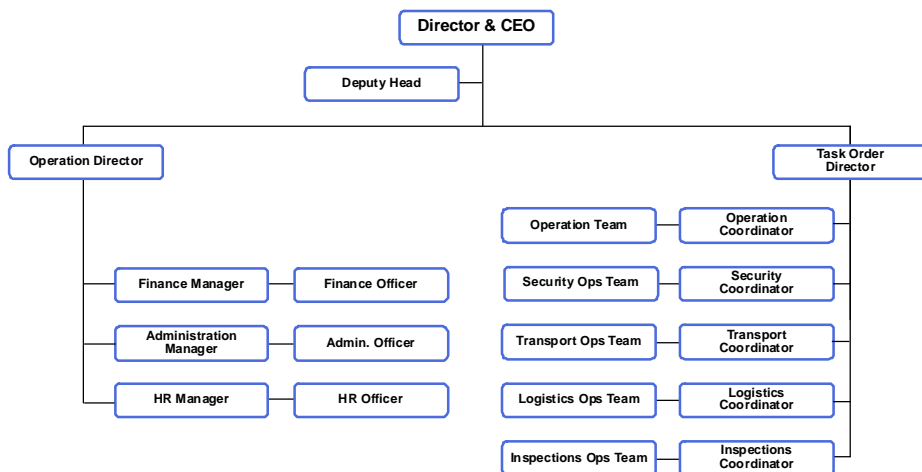 Director & CEO
Deputy Head
Operation Director
Task Order
Director
Operation Team
Operation
Coordinator
Finance Manager
Finance Officer
Security Ops Team
Security
Coordinator
Administration
Manager
Admin. Officer
Transport Ops Team
Transport
Coordinator
HR Manager
HR Officer
Logistics Ops Team
Logistics
Coordinator
Inspections Ops Team
Inspections
Coordinator